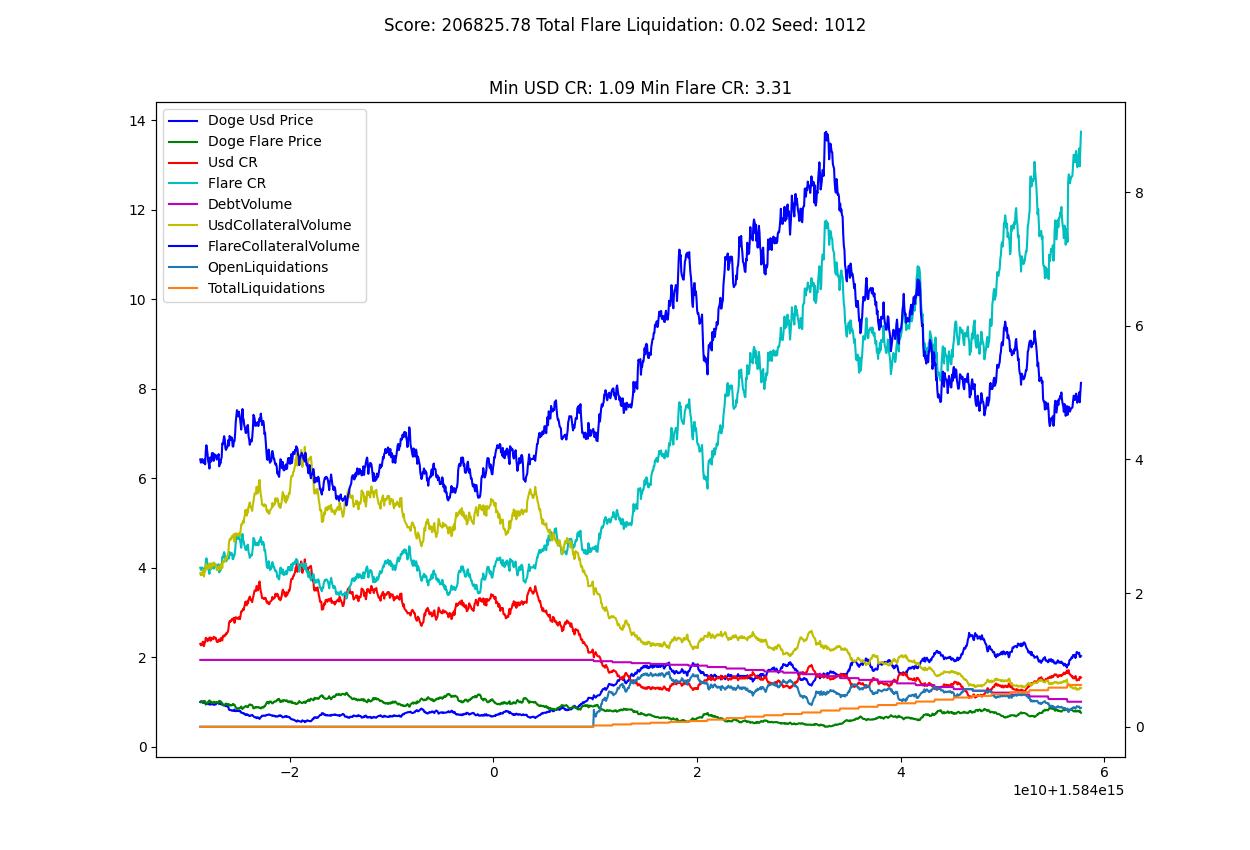 Score: 206825.78 Total Flare Liquidation: 0.02 Seed: 1012
Min USD CR: 1.09 Min Flare CR: 3.31
Doge Usd Price
Doge Flare Price
Usd CR
Flare CR
DebtVolume
UsdCollateralVolume
FlareCollateralVolume
OpenLiquidations
TotalLiquidations
14
12
10
8
6
4
2
0
8
6
4
2
0
−2
0
2
4
6
1e10+1.584e15